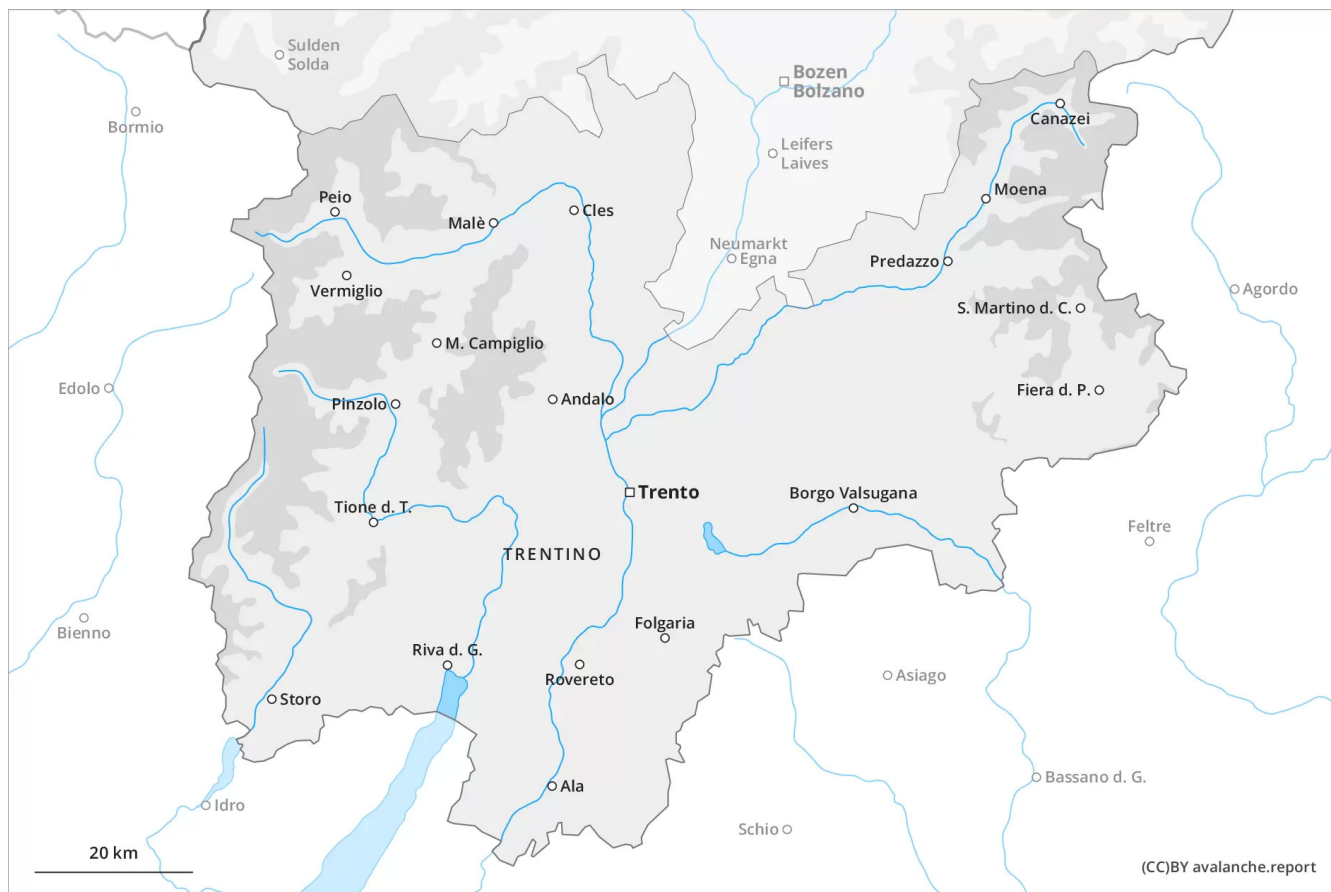 Sulden
Solda
Bozen
Bolzano
Bormio
Canazei
Leifers
Laives
Peio
Moena
Malè
Cles
Neumarkt
Egna
Predazzo
Vermiglio
Agordo
S. Martino d. C.
M. Campiglio
Edolo
Pinzolo
Andalo
Fiera d. P.
Trento
Borgo Valsugana
Tione d. T.
Feltre
TRENTINO
Bienno
Folgaria
Riva d. G.
Rovereto
Asiago
Storo
Bassano d. G.
Ala
Idro
Schio
20 km
(CC)BY avalanche.report